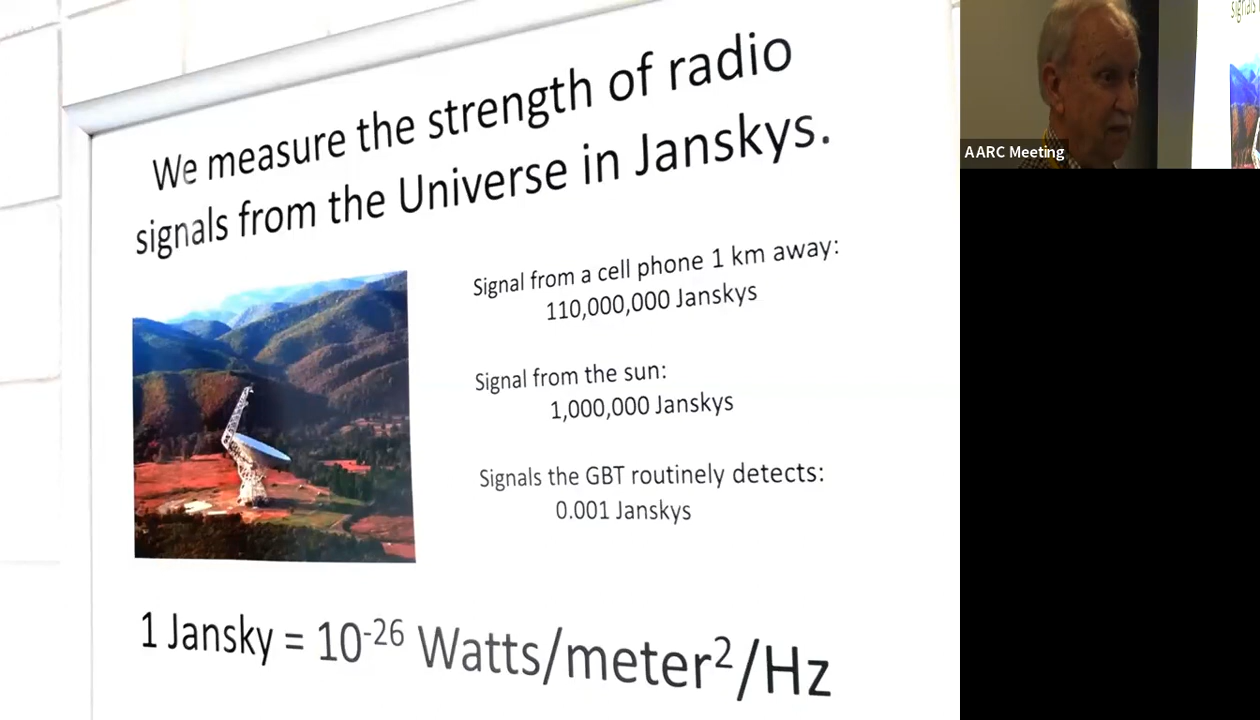 We measure the strength of radio
signals from the Universe in Janskys.
Signal from a cell phone 1 km away:
110,000,000 Janskys
Signal from the sun:
1,000,000 Janskys
Signals the GBT routinely detects:
0.001 Janskys
1 Jansky = 10⁻²⁶ Watts/meter²/Hz
AARC Meeting
signals